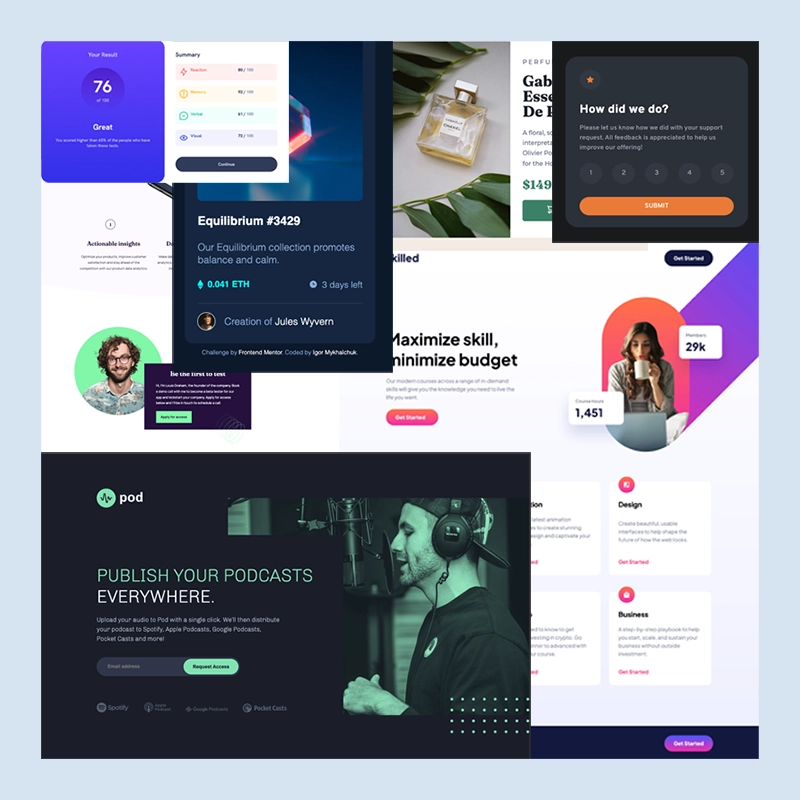 Your Result
76
of 100
Great
You scored higher than 65% of the people who have
taken these tests.
Summary
Reaction
80 / 100
Memory
92 / 100
Verbal
61 / 100
Visual
72 / 100
Continue
1
Actionable insights
Optimize your products, improve customer
satisfaction and stay ahead of the
competition with our product data analytics
Equilibrium #3429
Our Equilibrium collection promotes
balance and calm.
0.041 ETH
3 days left
Creation of Jules Wyvern
Challenge by Frontend Mentor. Coded by Igor Mykhalchuk.
CHANEL
PERFU
Gab
Esse
De P
A floral, so
interpreta
Olivier Po
for the Ho
$149
How did we do?
Please let us know how we did with your support
request. All feedback is appreciated to help us
improve our offering!
1 2 3 4 5
SUBMIT
Be the first to test
Hi, I'm Louis Graham, the founder of the company. Book
a demo call with me to become a beta tester for our
app and kickstart your company. Apply for access
below and I'll be in touch to schedule a call
Apply for access
killed
Get Started
Maximize skill,
minimize budget
Our modern courses across a range of in-demand
skills will give you the knowledge you need to live the
life you want.
Get Started
Members
29k
Course hours
1,451
tion
latest animation
es to create stunning
esign and captivate your
Design
Create beautiful, usable
interfaces to help shape the
future of how the web looks.
Get Started
ed to know to get
vesting in crypto. Go
nner to advanced with
our course.
Business
A step-by-step playbook to help
you start, scale, and sustain your
business without outside
investment.
Get Started
Get Started
pod
PUBLISH YOUR PODCASTS
EVERYWHERE.
Upload your audio to Pod with a single click. We'll then distribute
your podcast to Spotify, Apple Podcasts, Google Podcasts,
Pocket Casts and more!
Email address
Request Access
Spotify
Apple
Podcast
Google Podcasts
Pocket Casts